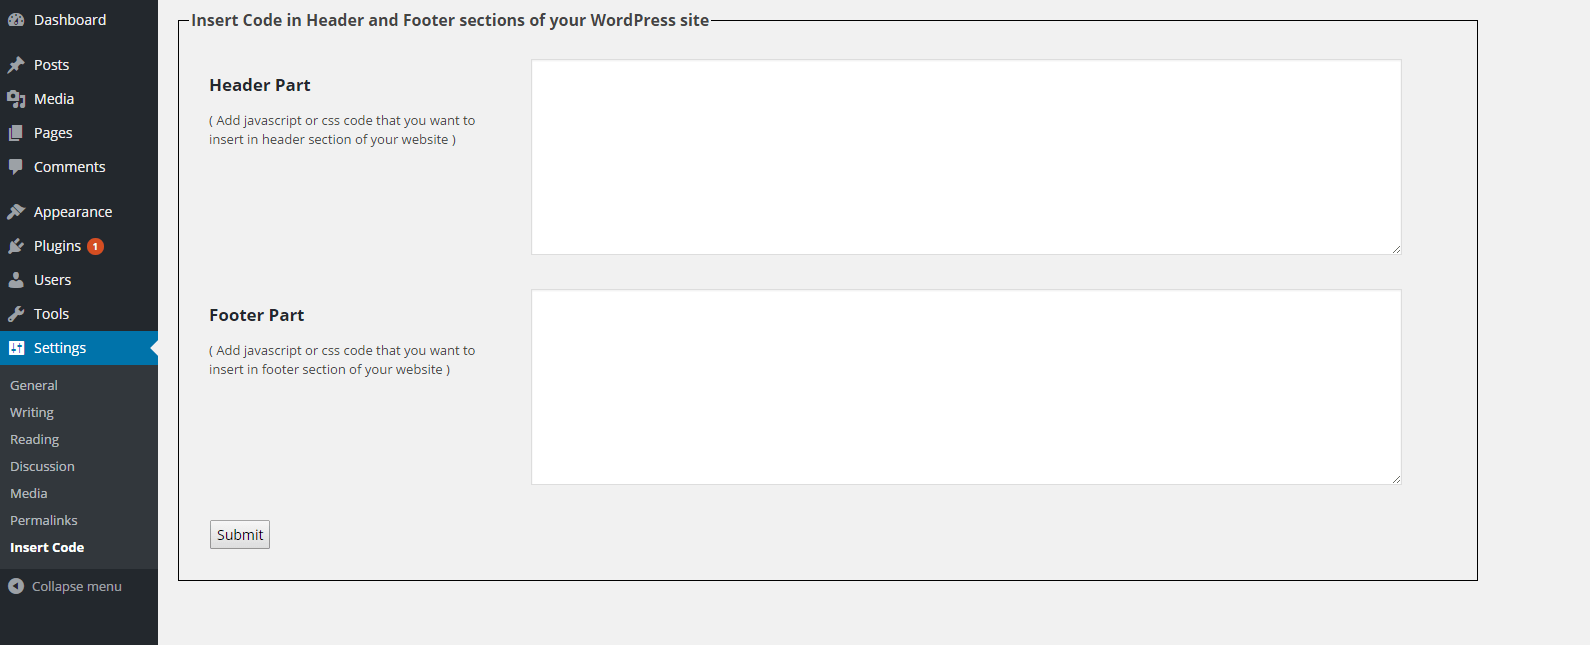 Dashboard
Posts
Media
Pages
Comments
Appearance
Plugins 1
Users
Tools
Settings
General
Writing
Reading
Discussion
Media
Permalinks
Insert Code
Collapse menu
Insert Code in Header and Footer sections of your WordPress site
Header Part
( Add javascript or css code that you want to
insert in header section of your website )
Footer Part
( Add javascript or css code that you want to
insert in footer section of your website )
Submit